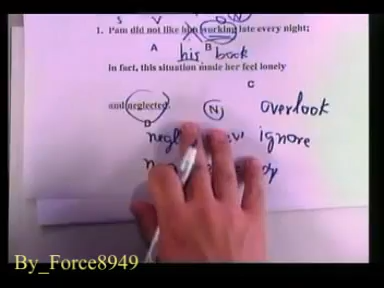 S V
1. Pam did not like him working late every night;
A B
his book
in fact, this situation made her feel lonely
C
and neglected. N overlook
D
ignore
By_Force8949